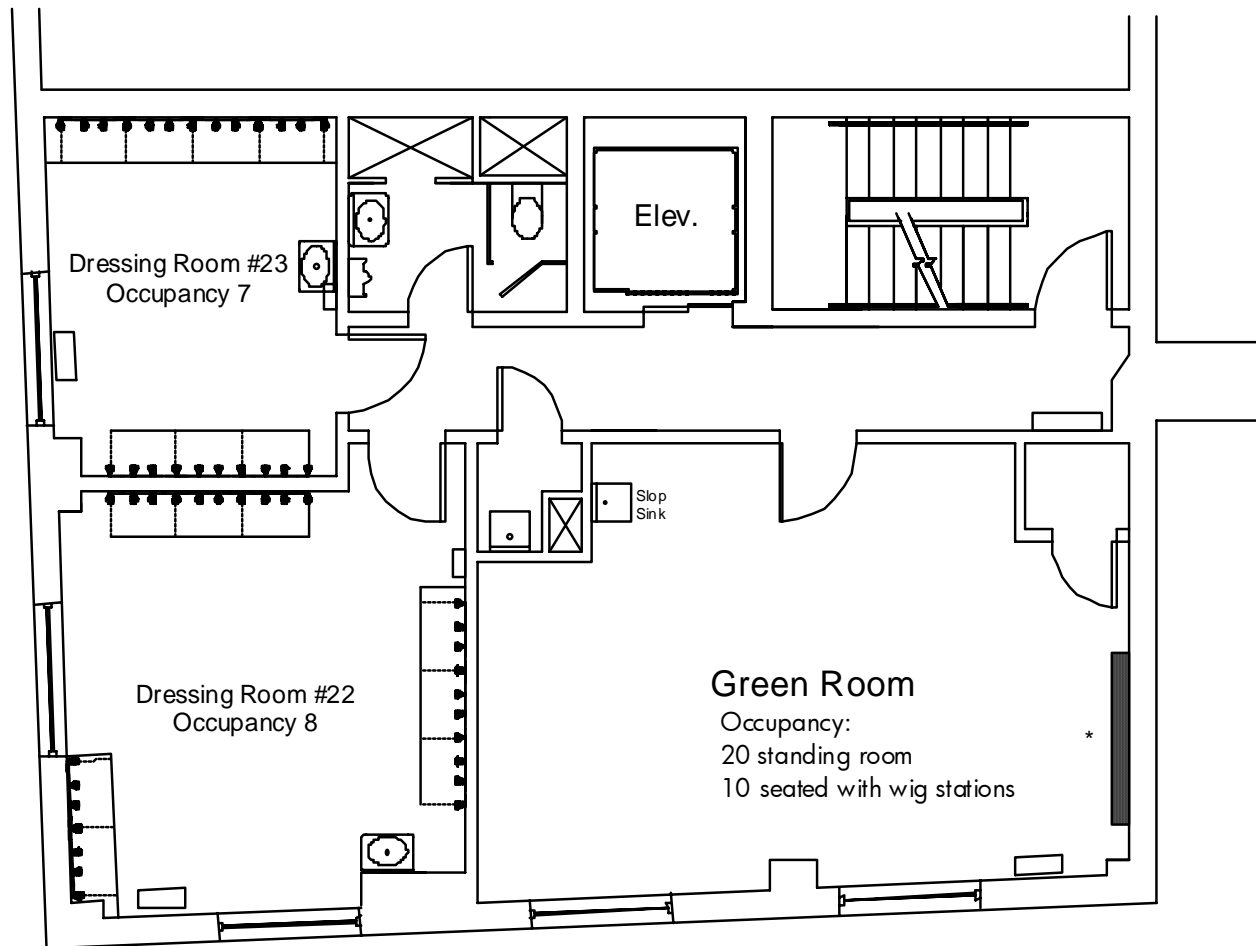 Elev.
Dressing Room #23
Occupancy 7
Slop
Sink
Dressing Room #22
Occupancy 8
Green Room
Occupancy:
20 standing room
10 seated with wig stations
*